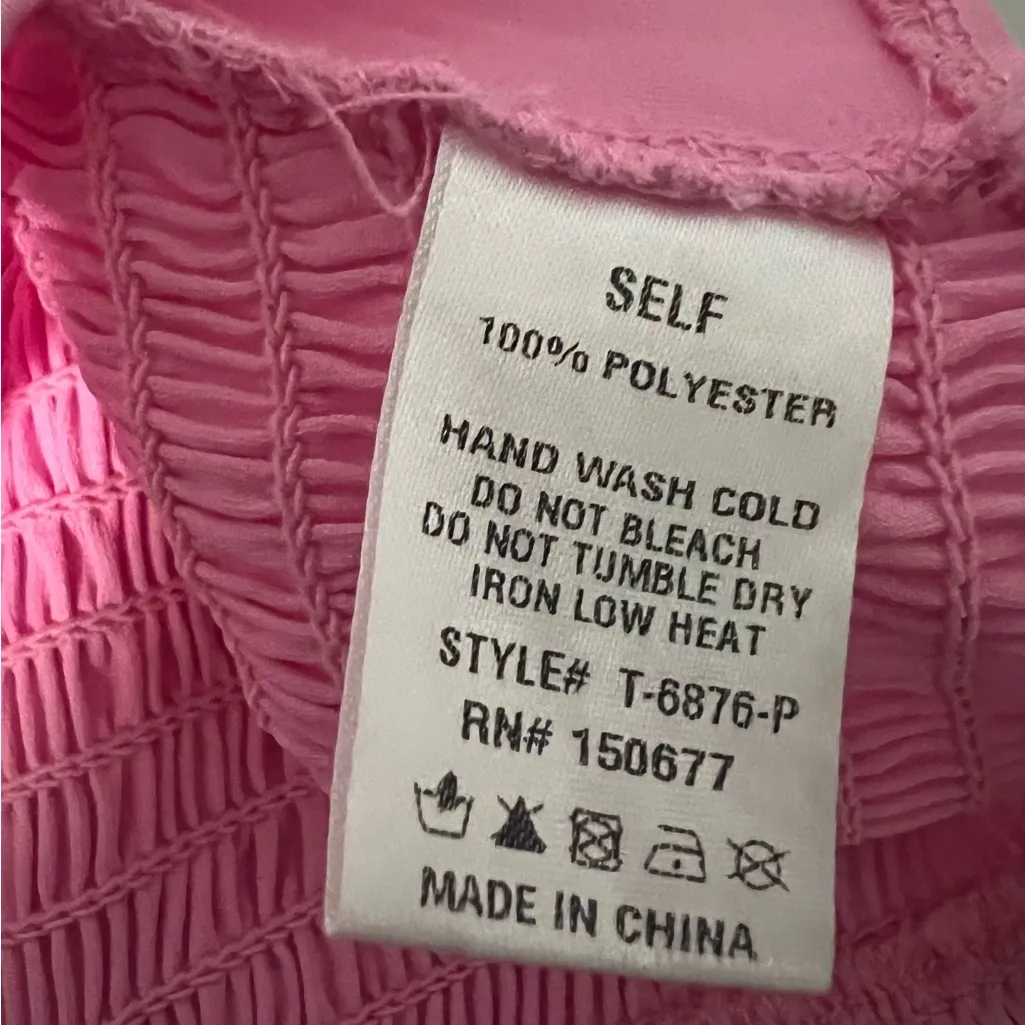 SELF
100% POLYESTER
HAND WASH COLD
DO NOT BLEACH
DO NOT TUMBLE DRY
IRON LOW HEAT
STYLE# T-6876-P
RN# 150677
MADE IN CHINA